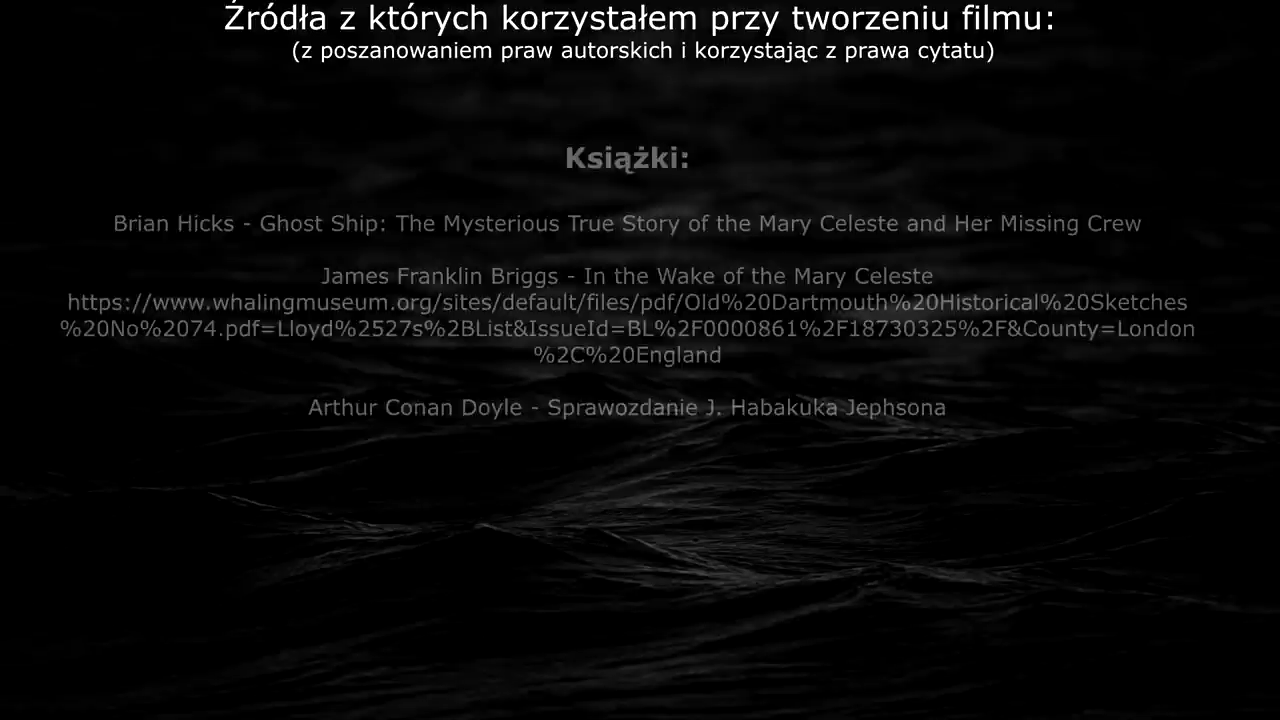 Źródła z których korzystałem przy tworzeniu filmu:
(z poszanowaniem praw autorskich i korzystając z prawa cytatu)
Książki:
Brian Hicks - Ghost Ship: The Mysterious True Story of the Mary Celeste and Her Missing Crew
James Franklin Briggs - In the Wake of the Mary Celeste
https://www.whalingmuseum.org/sites/default/files/pdf/Old%20Dartmouth%20Historical%20Sketches
%20No%2074.pdf=Lloyd%2527s%2BList&IssueId=BL%2F0000861%2F18730325%2F&County=London
%2C%20England
Arthur Conan Doyle - Sprawozdanie J. Habakuka Jephsona